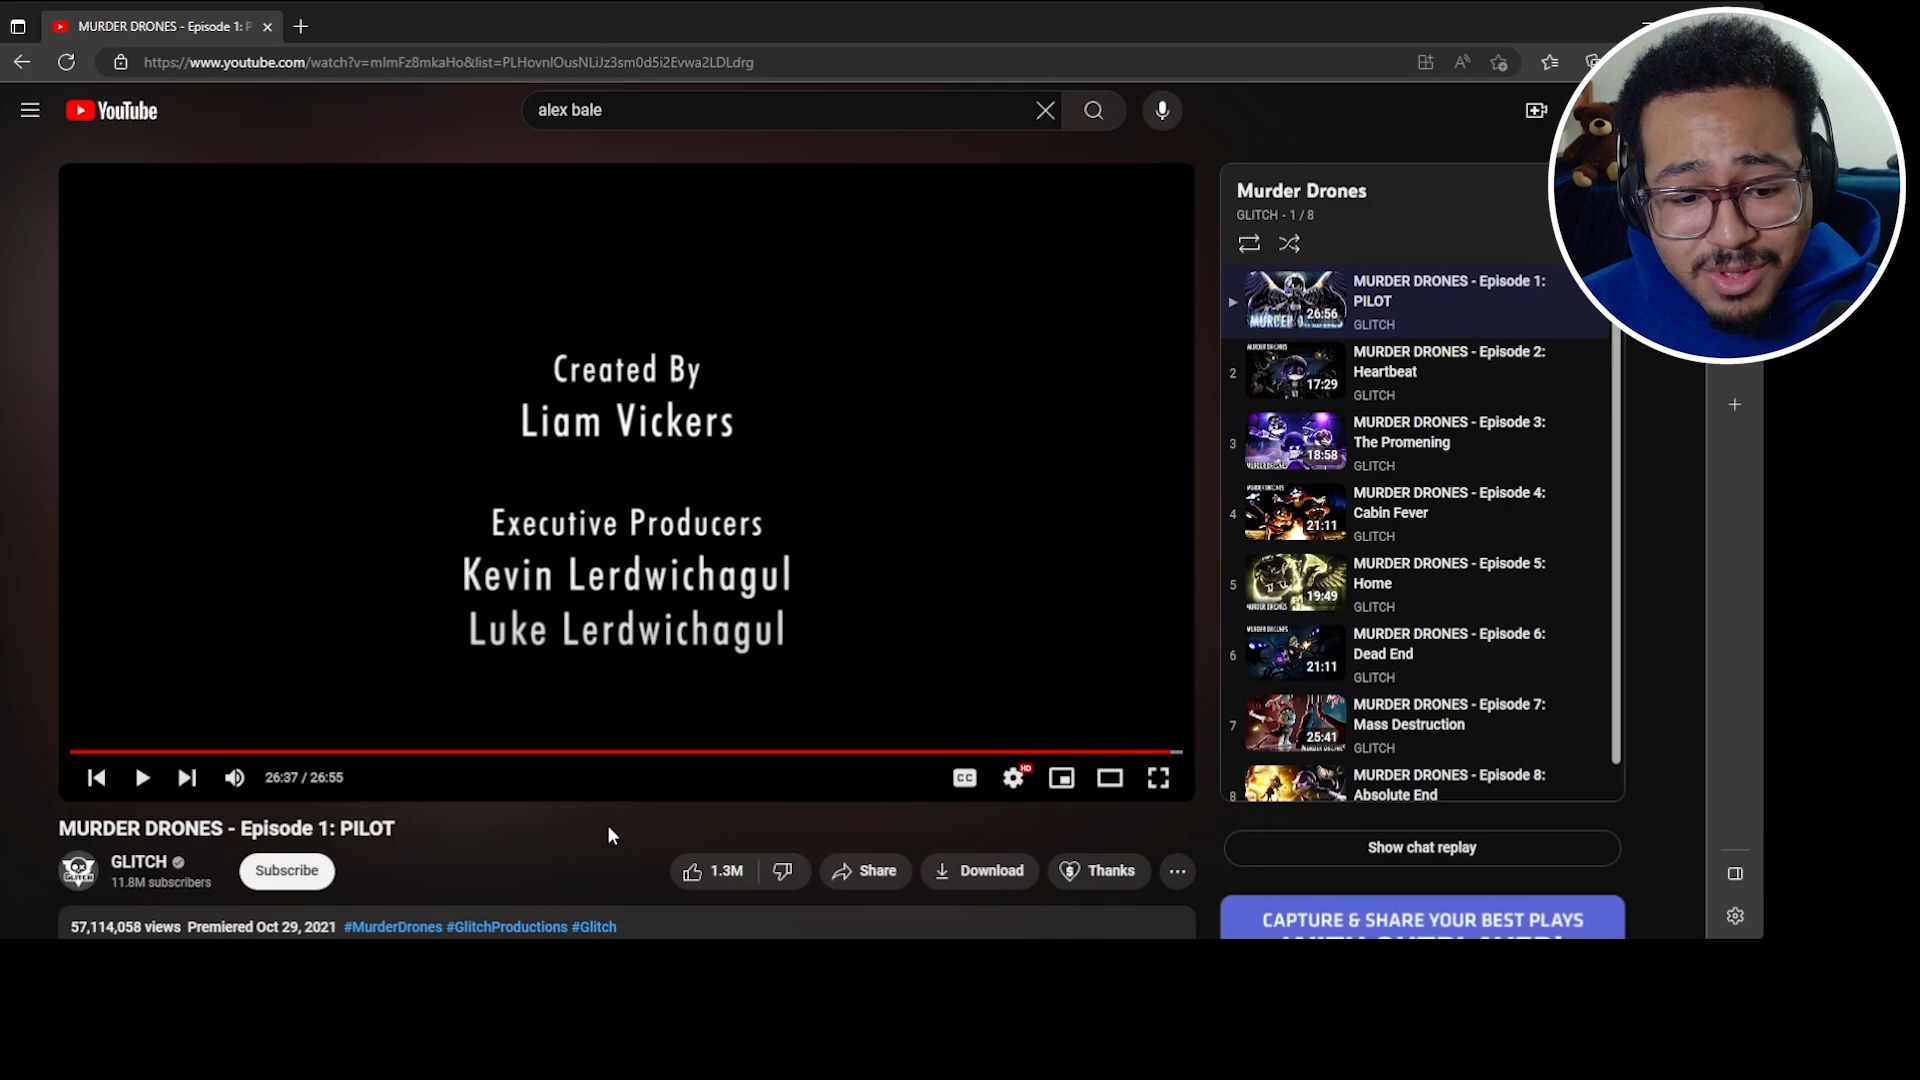 MURDER DRONES - Episode 1: P
https://www.youtube.com/watch?v=mImFz8mkaHo&list=PLHovnlOusNLiJz3sm0d5i2Evwa2LDLdrg
YouTube
alex bale
Created By
Liam Vickers
Executive Producers
Kevin Lerdwichagul
Luke Lerdwichagul
26:37 / 26:55
CC
HD
MURDER DRONES - Episode 1: PILOT
GLITCH
11.8M subscribers
Subscribe
1.3M
Share
Download
Thanks
57,114,058 views Premiered Oct 29, 2021 #MurderDrones #GlitchProductions #Glitch
Murder Drones
GLITCH - 1 / 8
26:56
MURDER DRONES - Episode 1:
PILOT
GLITCH
2
17:29
MURDER DRONES - Episode 2:
Heartbeat
GLITCH
3
18:58
MURDER DRONES - Episode 3:
The Promening
GLITCH
4
21:11
MURDER DRONES - Episode 4:
Cabin Fever
GLITCH
5
19:49
MURDER DRONES - Episode 5:
Home
GLITCH
6
21:11
MURDER DRONES - Episode 6:
Dead End
GLITCH
7
25:41
MURDER DRONES - Episode 7:
Mass Destruction
GLITCH
8
MURDER DRONES - Episode 8:
Absolute End
Show chat replay
CAPTURE & SHARE YOUR BEST PLAYS